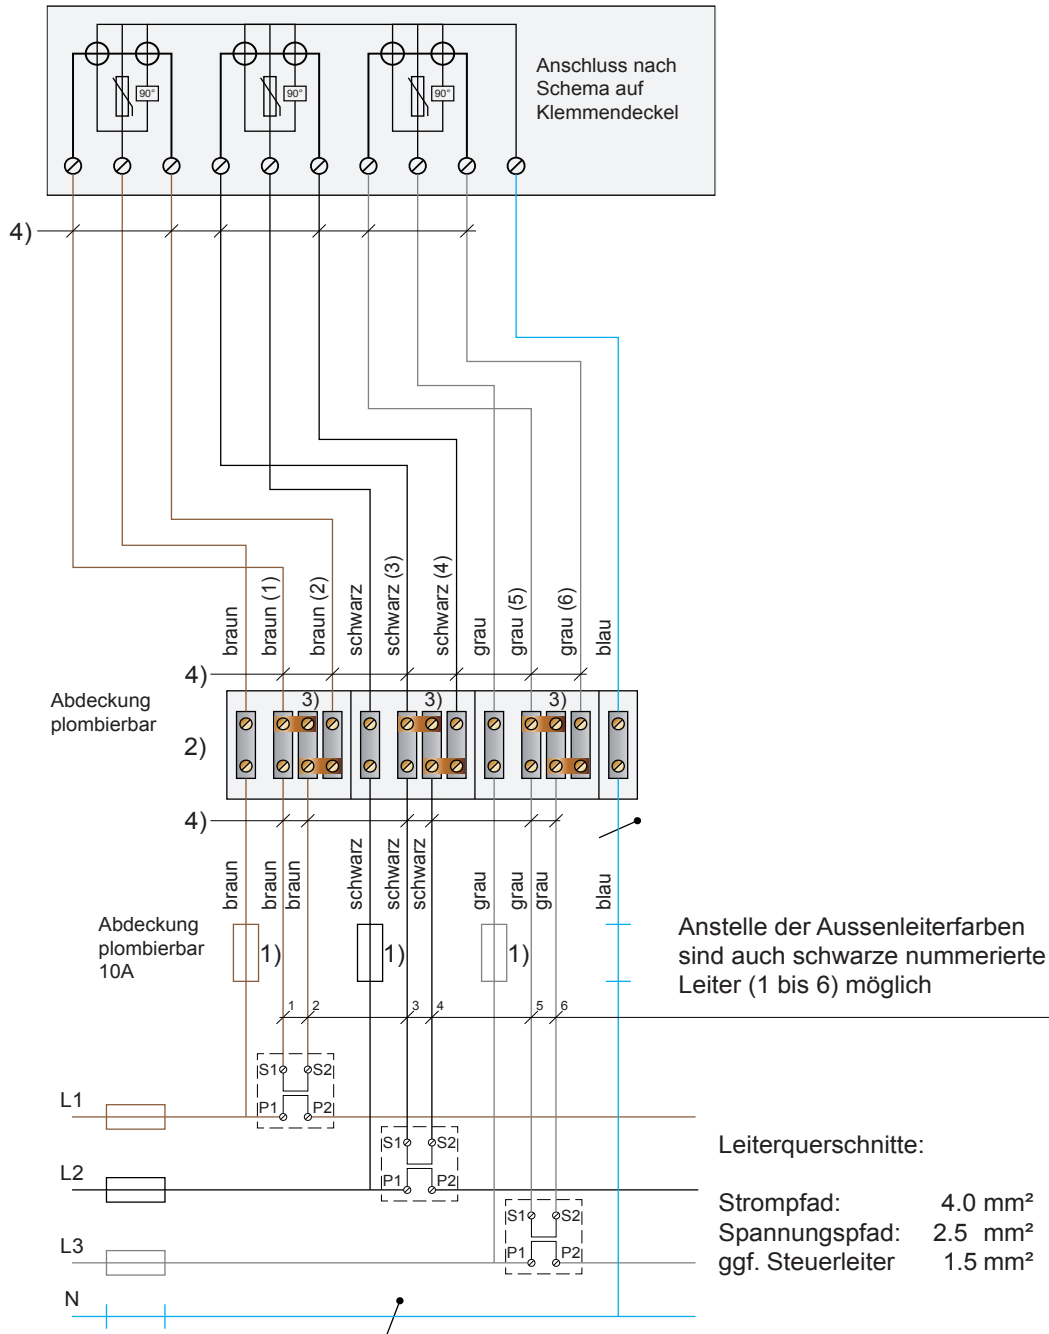 90°
90°
90°
Anschluss nach
Schema auf
Klemmendeckel
4)
braun
braun (1)
braun (2)
schwarz
schwarz (3)
schwarz (4)
grau
grau (5)
grau (6)
blau
4)
Abdeckung
plombierbar
3)
3)
3)
2)
4)
braun
braun
braun
schwarz
schwarz
schwarz
grau
grau
grau
blau
Abdeckung
plombierbar
10A
1)
1)
1)
Anstelle der Aussenleiterfarben
sind auch schwarze nummerierte
Leiter (1 bis 6) möglich
1 2 3 4 5 6
S1 S2
L1
P1 P2
S1 S2
L2
P1 P2
S1 S2
L3
P1 P2
N
Leiterquerschnitte:
Strompfad: 4.0 mm²
Spannungspfad: 2.5 mm²
ggf. Steuerleiter 1.5 mm²